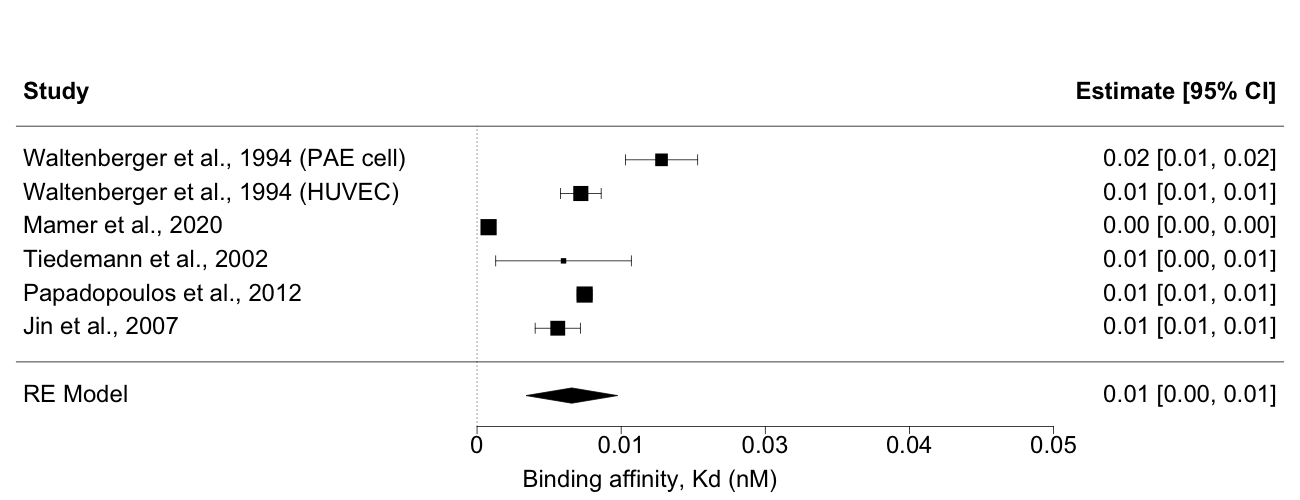 Study Estimate [95% CI]
Waltenberger et al., 1994 (PAE cell) 0.02 [0.01, 0.02]
Waltenberger et al., 1994 (HUVEC) 0.01 [0.01, 0.01]
Mamer et al., 2020 0.00 [0.00, 0.00]
Tiedemann et al., 2002 0.01 [0.00, 0.01]
Papadopoulos et al., 2012 0.01 [0.01, 0.01]
Jin et al., 2007 0.01 [0.01, 0.01]
RE Model 0.01 [0.00, 0.01]
0 0.01 0.03 0.04 0.05
Binding affinity, Kd (nM)